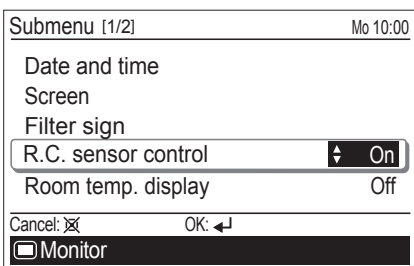 Submenu [1/2] Mo 10:00
Date and time
Screen
Filter sign
R.C. sensor control On
Room temp. display Off
Cancel: OK:
Monitor